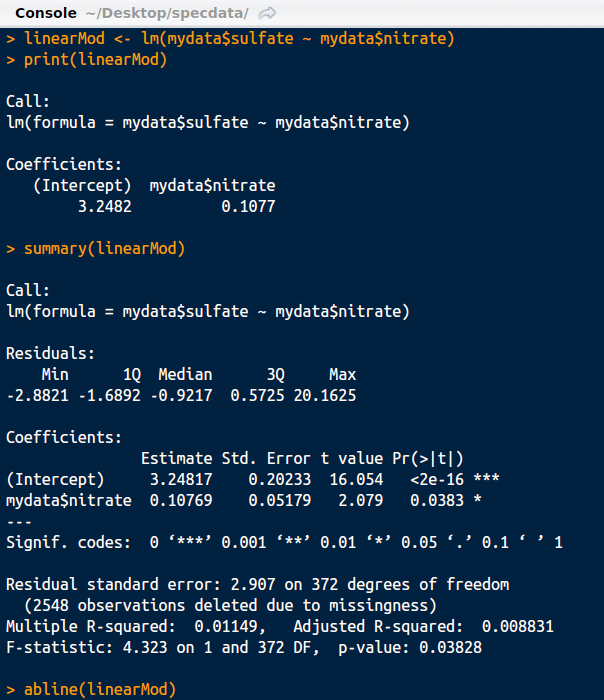 Console ~/Desktop/specdata/
> linearMod <- lm(mydata$sulfate ~ mydata$nitrate)
> print(linearMod)
Call:
lm(formula = mydata$sulfate ~ mydata$nitrate)
Coefficients:
(Intercept) mydata$nitrate
3.2482 0.1077
> summary(linearMod)
Call:
lm(formula = mydata$sulfate ~ mydata$nitrate)
Residuals:
Min 1Q Median 3Q Max
-2.8821 -1.6892 -0.9217 0.5725 20.1625
Coefficients:
Estimate Std. Error t value Pr(>|t|)
(Intercept) 3.24817 0.20233 16.054 <2e-16 ***
mydata$nitrate 0.10769 0.05179 2.079 0.0383 *
---
Signif. codes: 0 ‘***’ 0.001 ‘**’ 0.01 ‘*’ 0.05 ‘.’ 0.1 ‘ ’ 1
Residual standard error: 2.907 on 372 degrees of freedom
(2548 observations deleted due to missingness)
Multiple R-squared: 0.01149, Adjusted R-squared: 0.008831
F-statistic: 4.323 on 1 and 372 DF, p-value: 0.03828
> abline(linearMod)